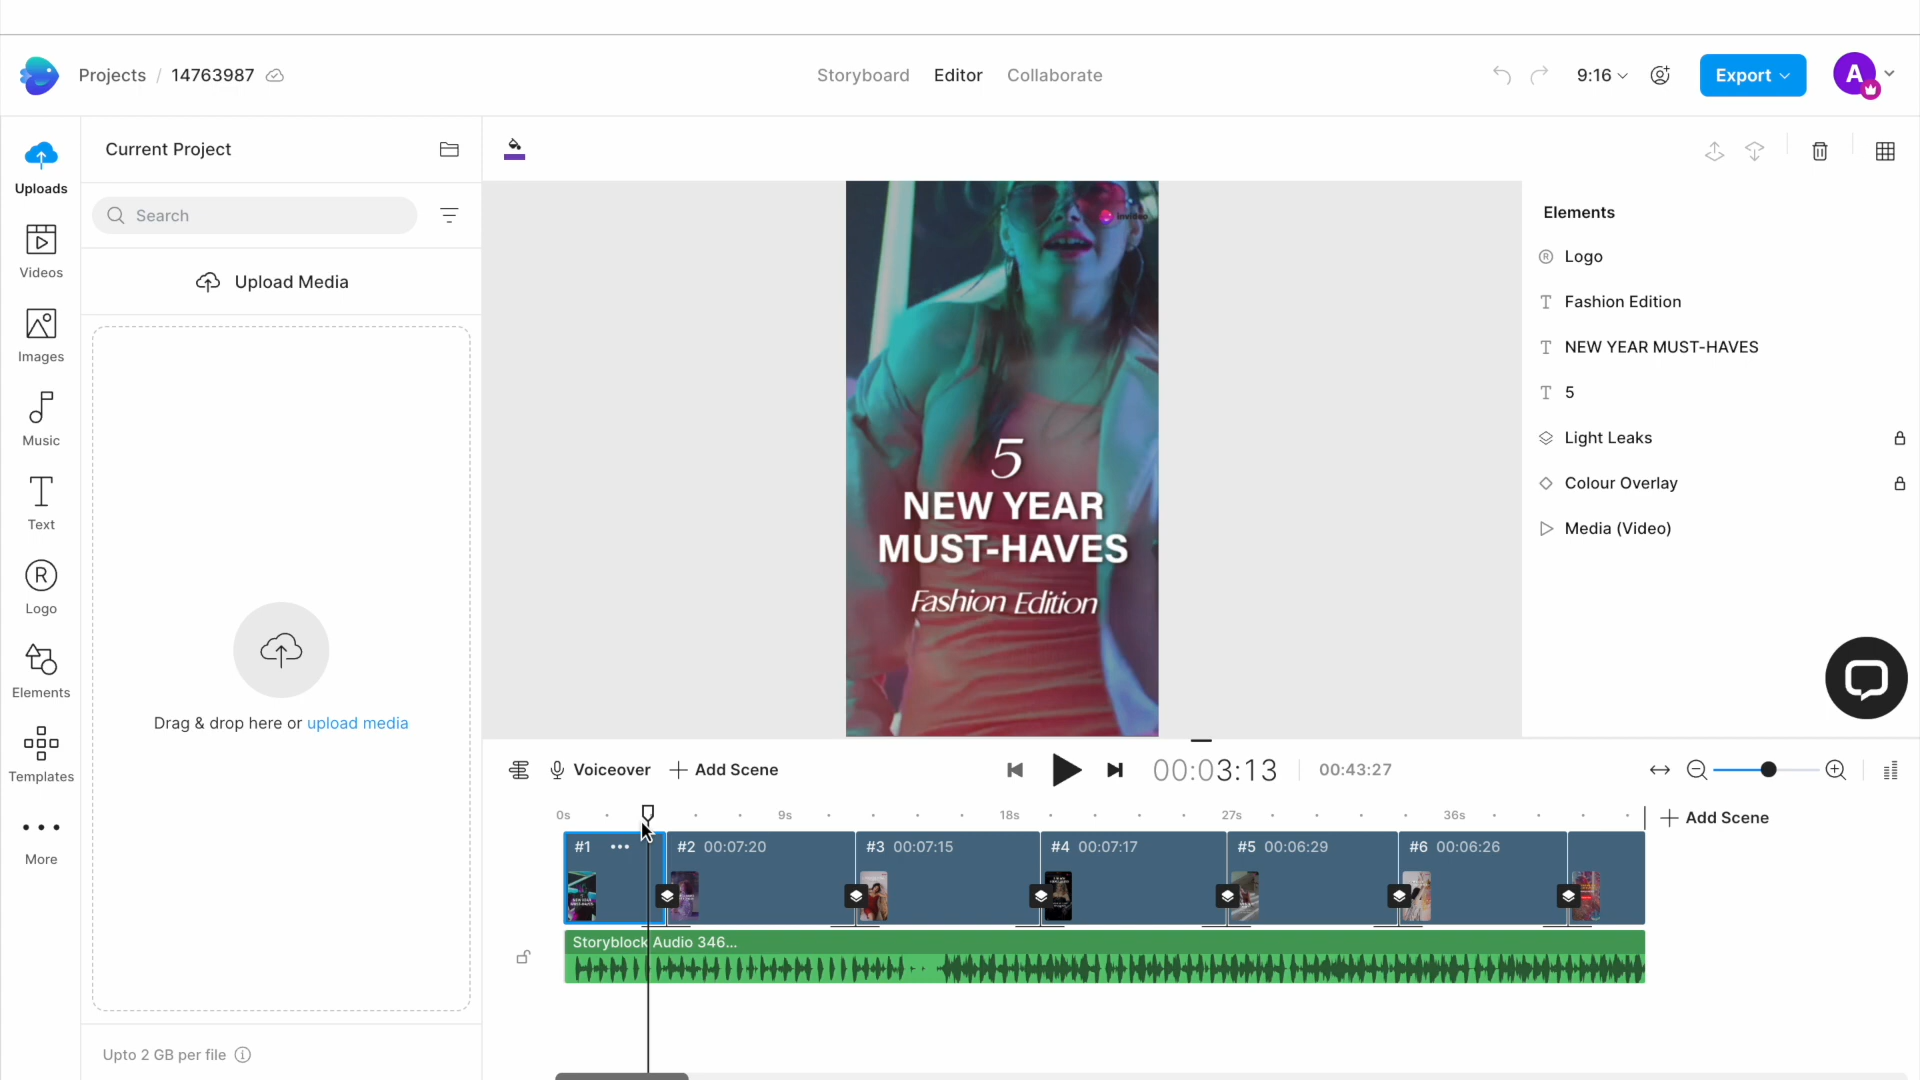 Projects / 14763987
Storyboard Editor Collaborate
9:16
Export
A
Uploads
Videos
Images
Music
Text
Logo
Elements
Templates
More
Current Project
Search
Upload Media
Drag & drop here or upload media
Upto 2 GB per file
invideo
5
NEW YEAR
MUST-HAVES
Fashion Edition
Elements
Logo
Fashion Edition
NEW YEAR MUST-HAVES
5
Light Leaks
Colour Overlay
Media (Video)
Voiceover
Add Scene
00:03:13
00:43:27
0s 9s 18s 27s 36s
Add Scene
#1
#2 00:07:20
#3 00:07:15
#4 00:07:17
#5 00:06:29
#6 00:06:26
Storyblock Audio 346...